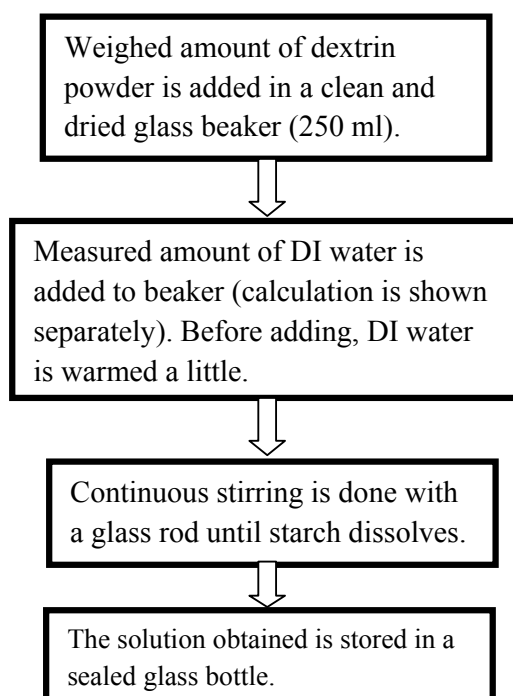 Weighed amount of dextrin
powder is added in a clean and
dried glass beaker (250 ml).
Measured amount of DI water is
added to beaker (calculation is shown
separately). Before adding, DI water
is warmed a little.
Continuous stirring is done with
a glass rod until starch dissolves.
The solution obtained is stored in a
sealed glass bottle.